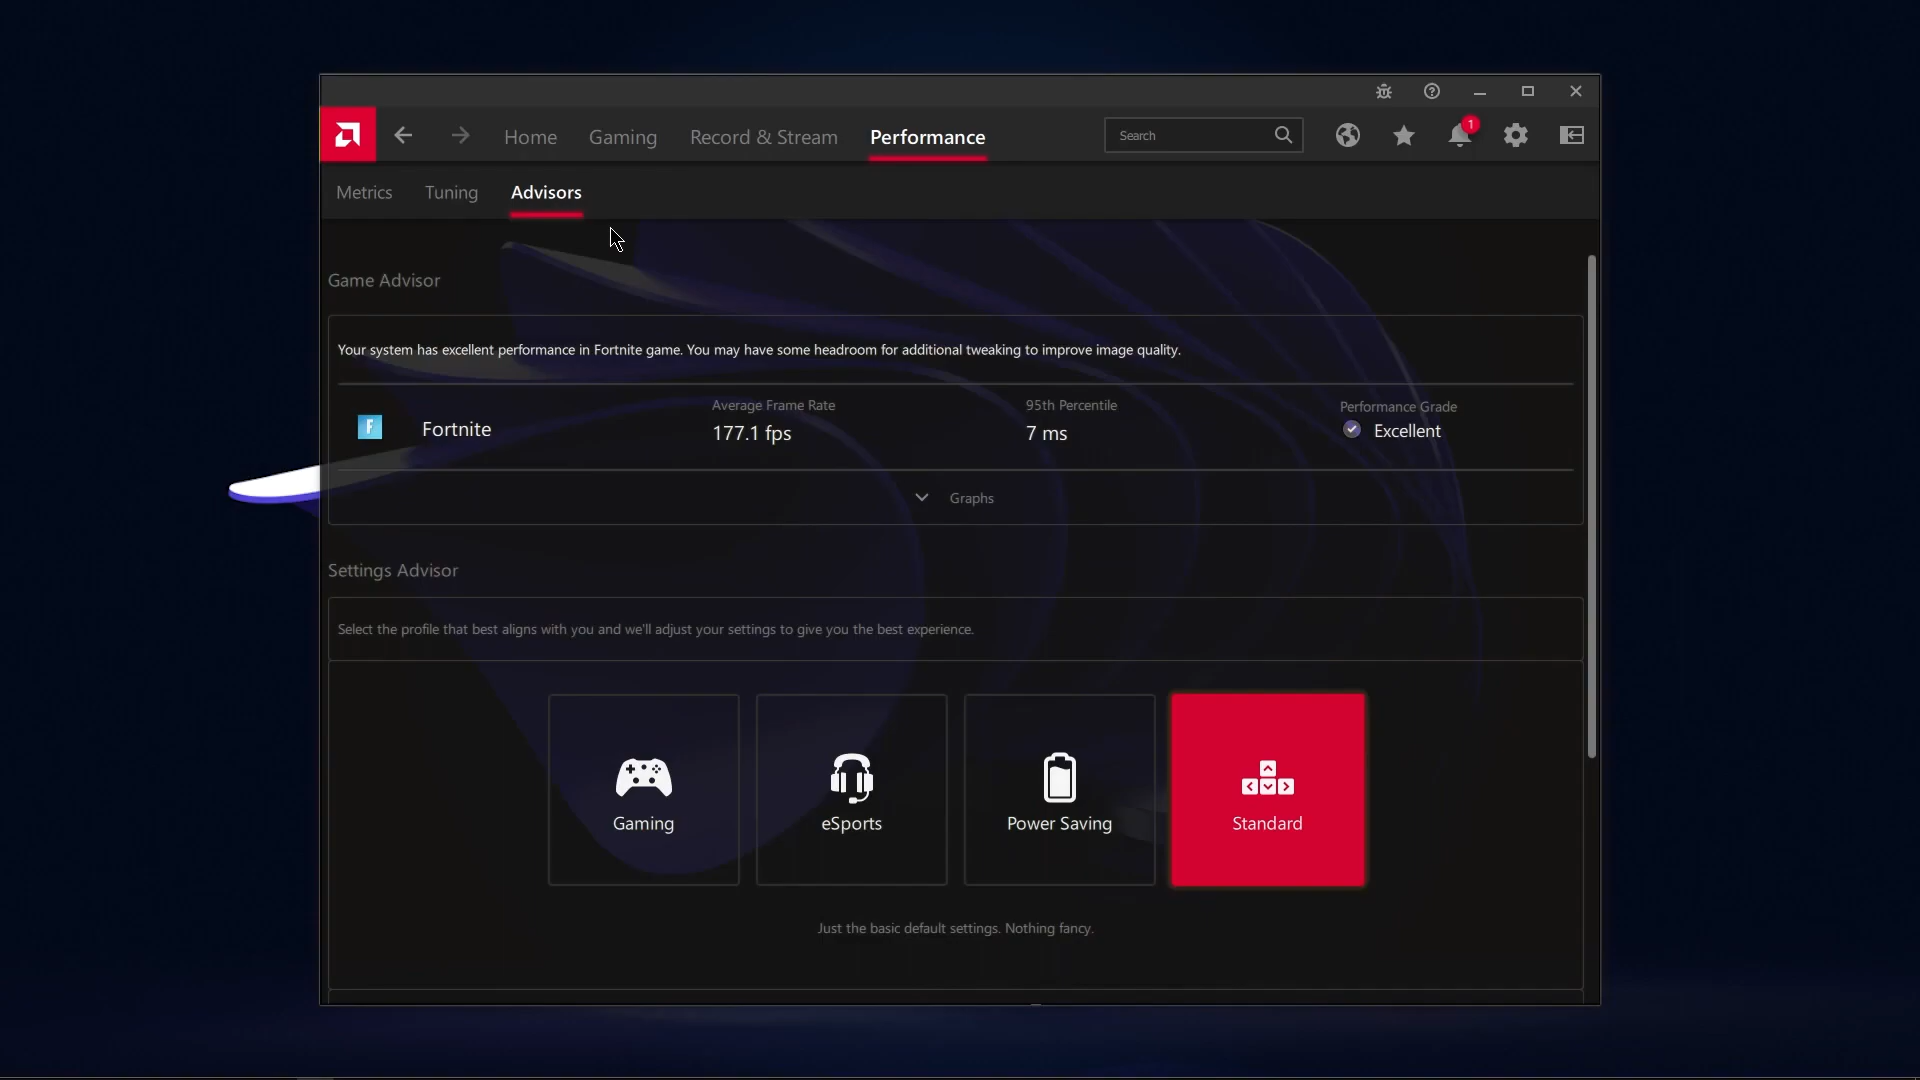 Home Gaming Record & Stream Performance Search 1
Metrics Tuning Advisors
Game Advisor
Your system has excellent performance in Fortnite game. You may have some headroom for additional tweaking to improve image quality.
Average Frame Rate 95th Percentile Performance Grade
F Fortnite 177.1 fps 7 ms Excellent
Graphs
Settings Advisor
Select the profile that best aligns with you and we'll adjust your settings to give you the best experience.
Gaming eSports Power Saving Standard
Just the basic default settings. Nothing fancy.